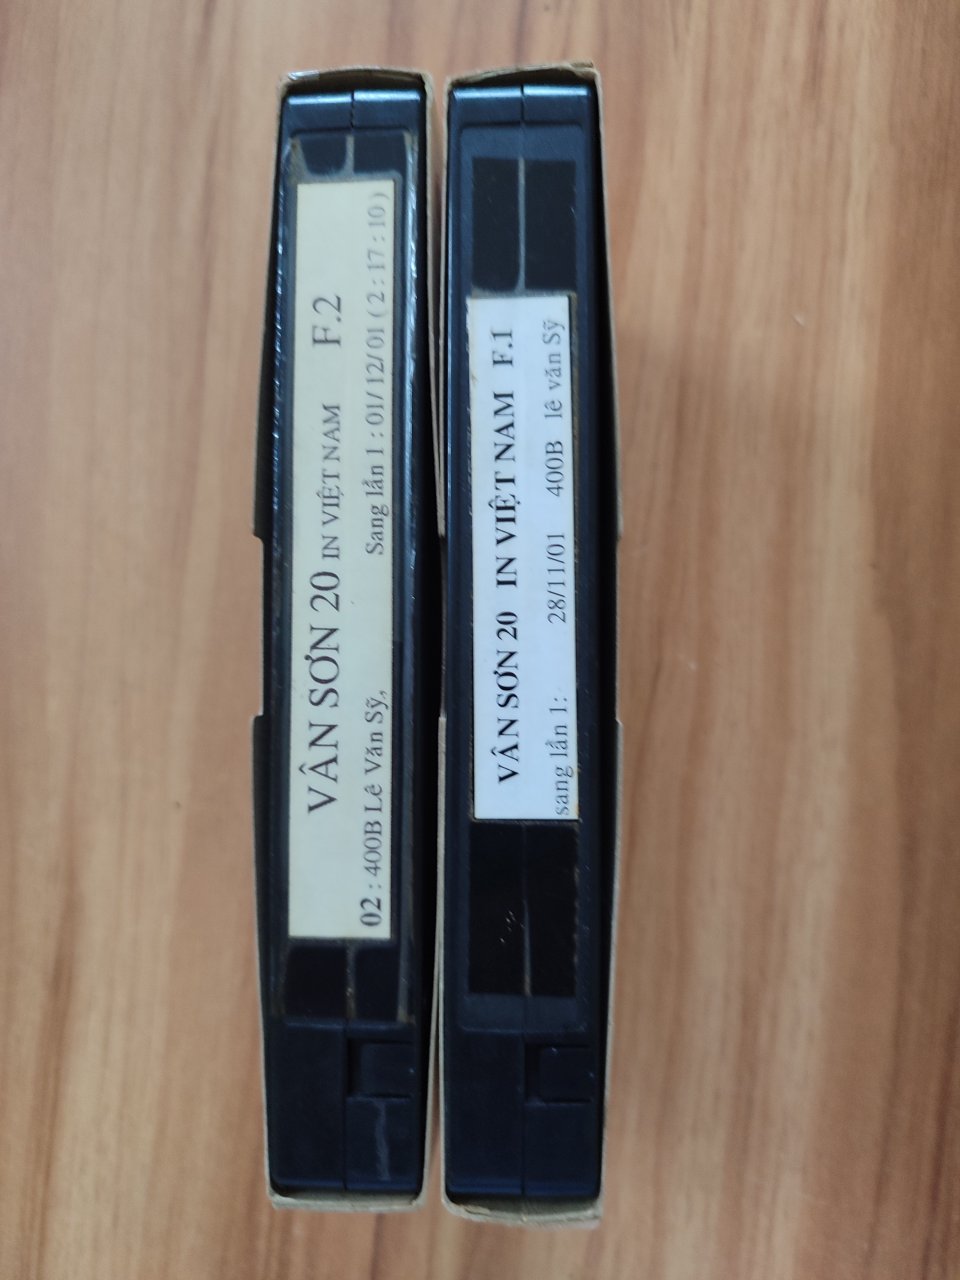 VÂN SƠN 20 IN VIỆT NAM F.2
02 : 400B Lê Văn Sỹ., Sang lần 1 : 01/12/01 ( 2 : 17 : 10 )
VÂN SƠN 20 IN VIỆT NAM F.1
sang lần 1: 28/11/01 400B lê văn Sỹ